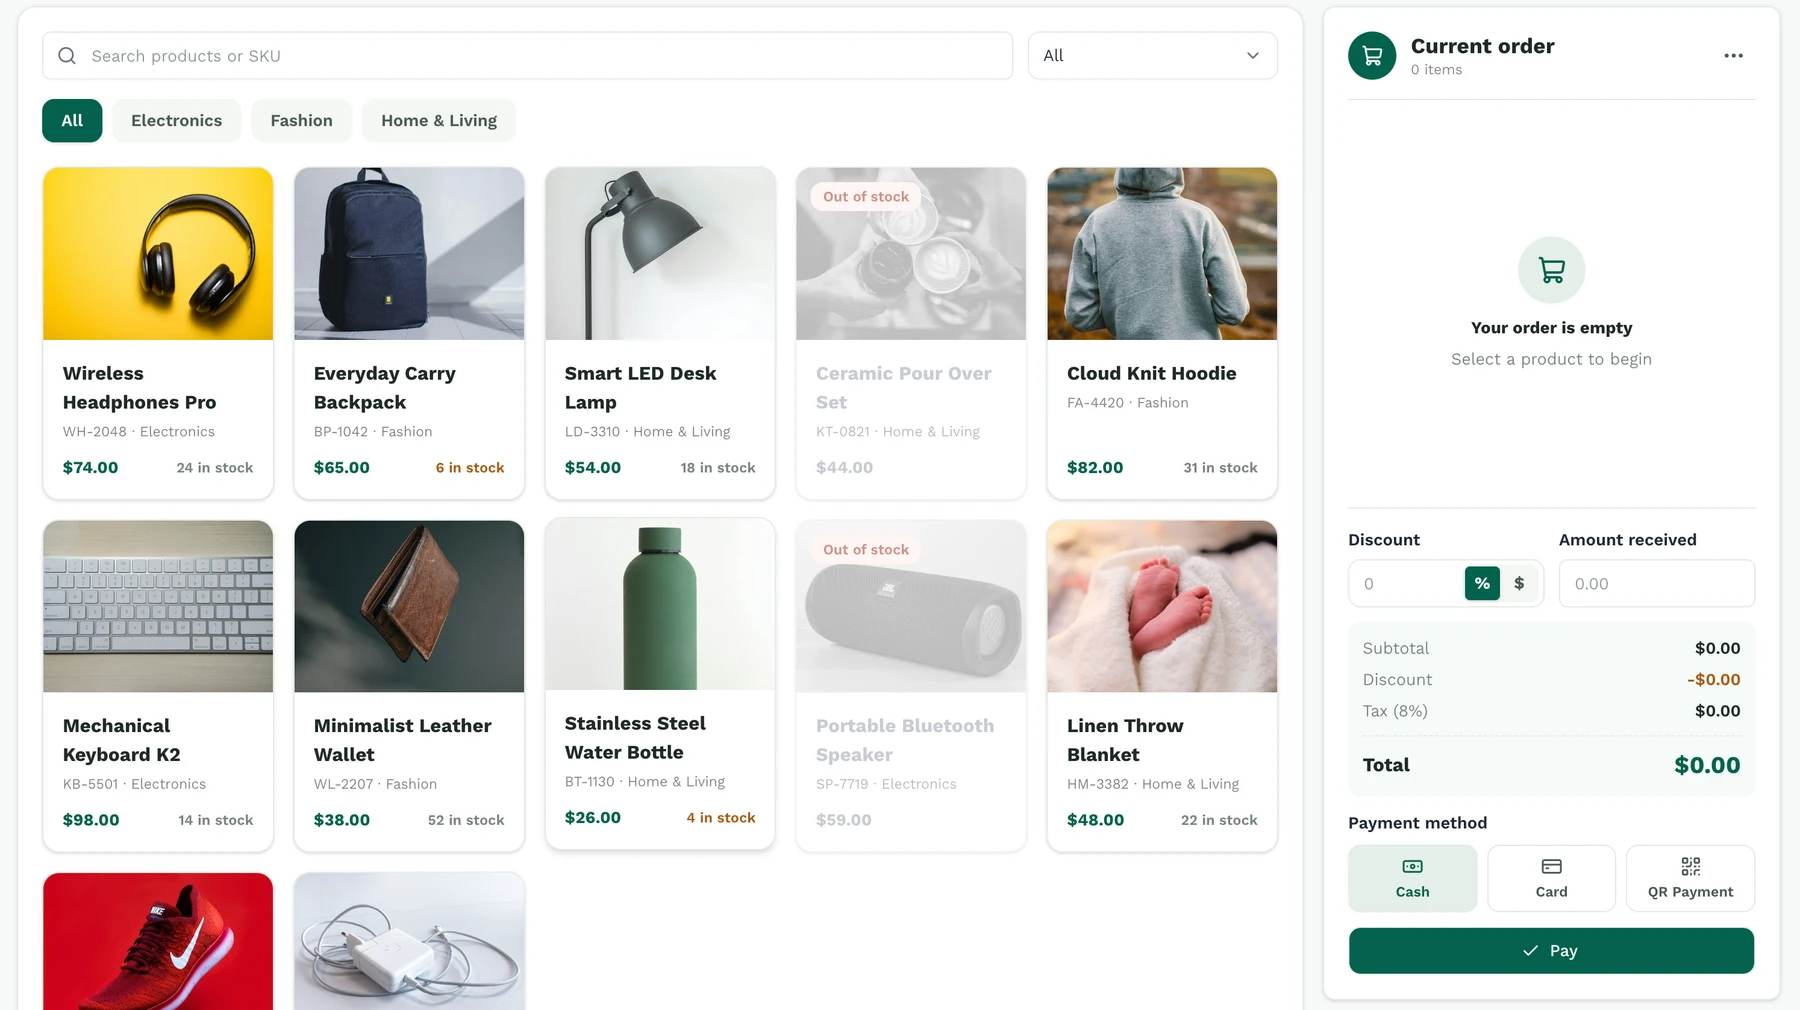 Search products or SKU
All
All
Electronics
Fashion
Home & Living
Wireless
Headphones Pro
WH-2048 · Electronics
$74.00
24 in stock
Everyday Carry
Backpack
BP-1042 · Fashion
$65.00
6 in stock
Smart LED Desk
Lamp
LD-3310 · Home & Living
$54.00
18 in stock
Out of stock
Ceramic Pour Over
Set
KT-0821 · Home & Living
$44.00
Cloud Knit Hoodie
FA-4420 · Fashion
$82.00
31 in stock
Mechanical
Keyboard K2
KB-5501 · Electronics
$98.00
14 in stock
Minimalist Leather
Wallet
WL-2207 · Fashion
$38.00
52 in stock
Stainless Steel
Water Bottle
BT-1130 · Home & Living
$26.00
4 in stock
Out of stock
JBL
Portable Bluetooth
Speaker
SP-7719 · Electronics
$59.00
Linen Throw
Blanket
HM-3382 · Home & Living
$48.00
22 in stock
NIKE
Current order
0 items
Your order is empty
Select a product to begin
Discount
Amount received
0
%
$
0.00
Subtotal
$0.00
Discount
-$0.00
Tax (8%)
$0.00
Total
$0.00
Payment method
Cash
Card
QR Payment
Pay